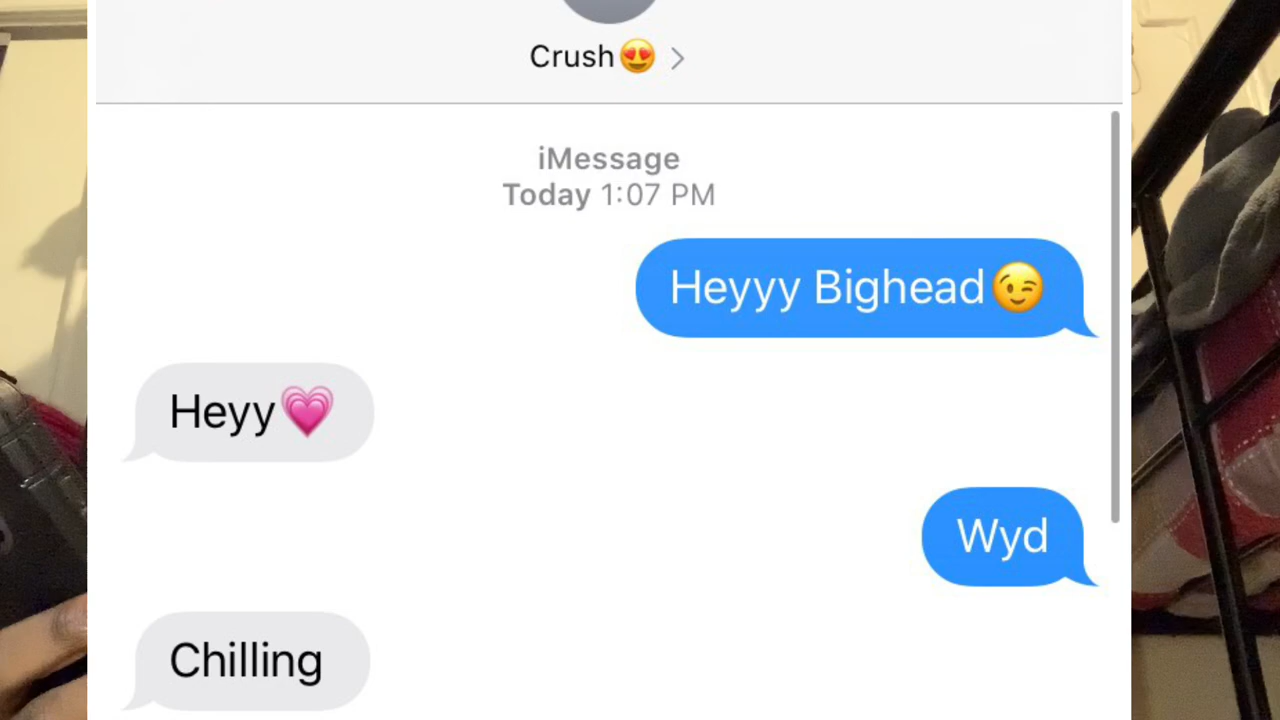 Crush😍
iMessage
Today 1:07 PM
Heyyy Bighead😉
Heyy💗
Wyd
Chilling